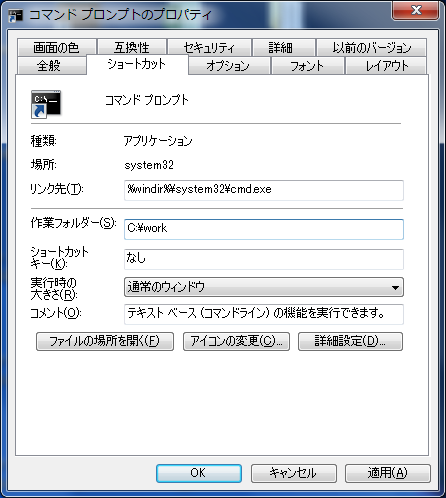 コマンド プロンプトのプロパティ
画面の色 互換性 セキュリティ 詳細 以前のバージョン
全般 ショートカット オプション フォント レイアウト
C:\_
コマンド プロンプト
種類: アプリケーション
場所: system32
リンク先(T): %windir%¥system32¥cmd.exe
作業フォルダー(S): C:¥work
ショートカット
キー(K): なし
実行時の
大きさ(R): 通常のウィンドウ
コメント(O): テキスト ベース (コマンドライン) の機能を実行できます。
ファイルの場所を開く(F) アイコンの変更(C)... 詳細設定(D)...
OK キャンセル 適用(A)